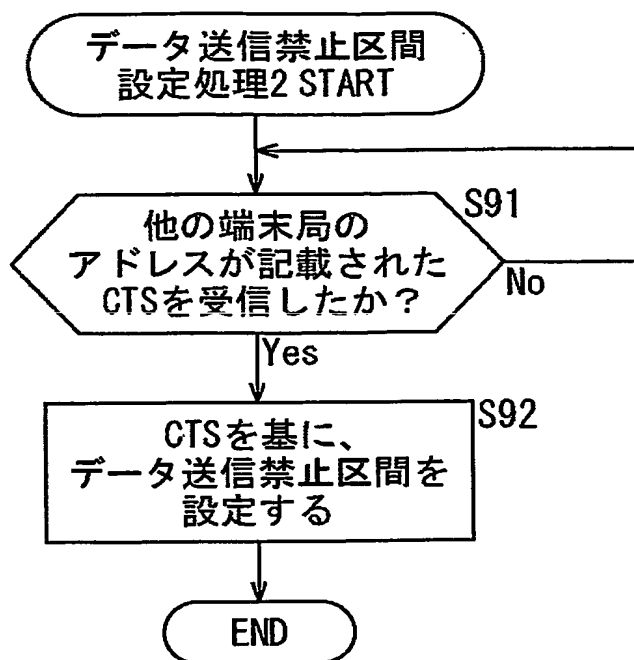 データ送信禁止区間
設定処理2 START
S91
他の端末局の
アドレスが記載された
CTSを受信したか？
No
Yes
S92
CTSを基に、
データ送信禁止区間を
設定する
END